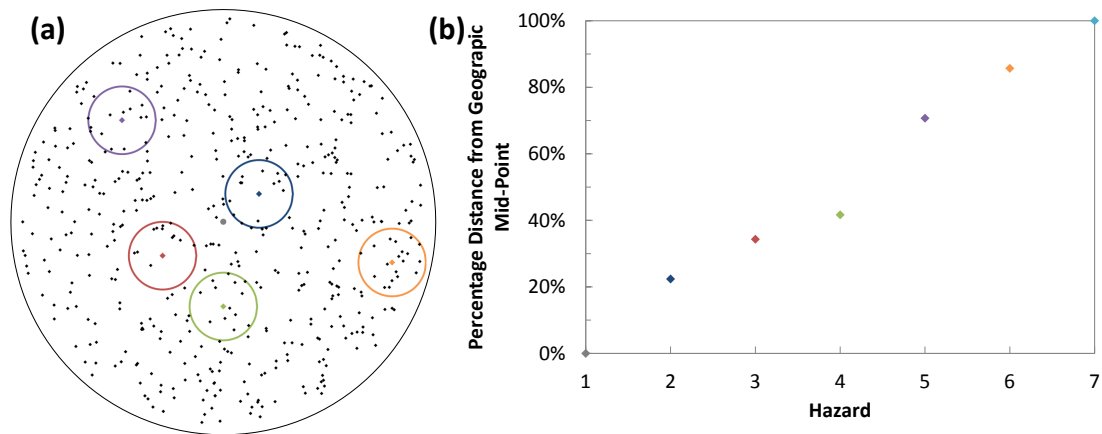 (a)
(b)
Percentage Distance from Geograpic
Mid-Point
100%
80%
60%
40%
20%
0%
1 2 3 4 5 6 7
Hazard